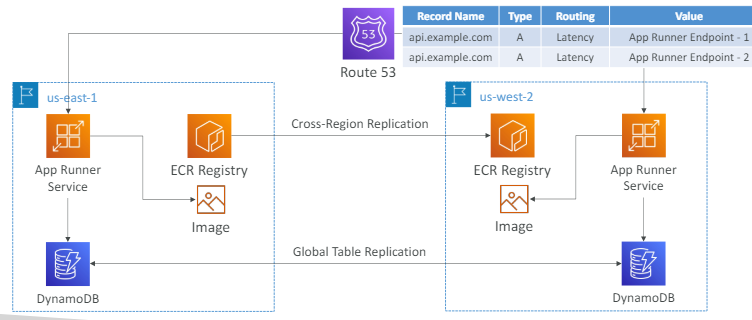 53
Route 53
Record Name Type Routing Value
api.example.com A Latency App Runner Endpoint - 1
api.example.com A Latency App Runner Endpoint - 2
us-east-1
App Runner
Service
ECR Registry
Image
DynamoDB
Cross-Region Replication
Global Table Replication
us-west-2
ECR Registry
Image
App Runner
Service
DynamoDB